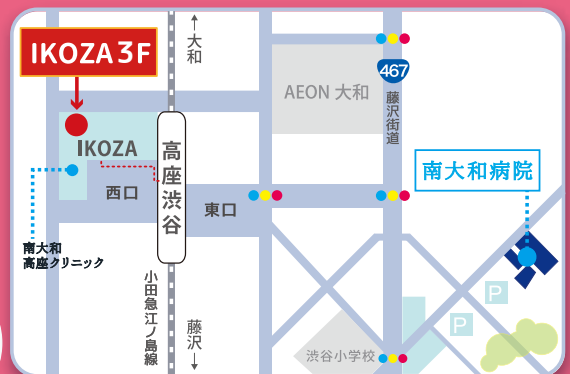 ↑大和
IKOZA3F
467
AEON 大和
藤沢街道
IKOZA
高座渋谷
南大和病院
西口
東口
南大和
高座クリニック
小田急江ノ島線
藤沢↓
P
P
渋谷小学校